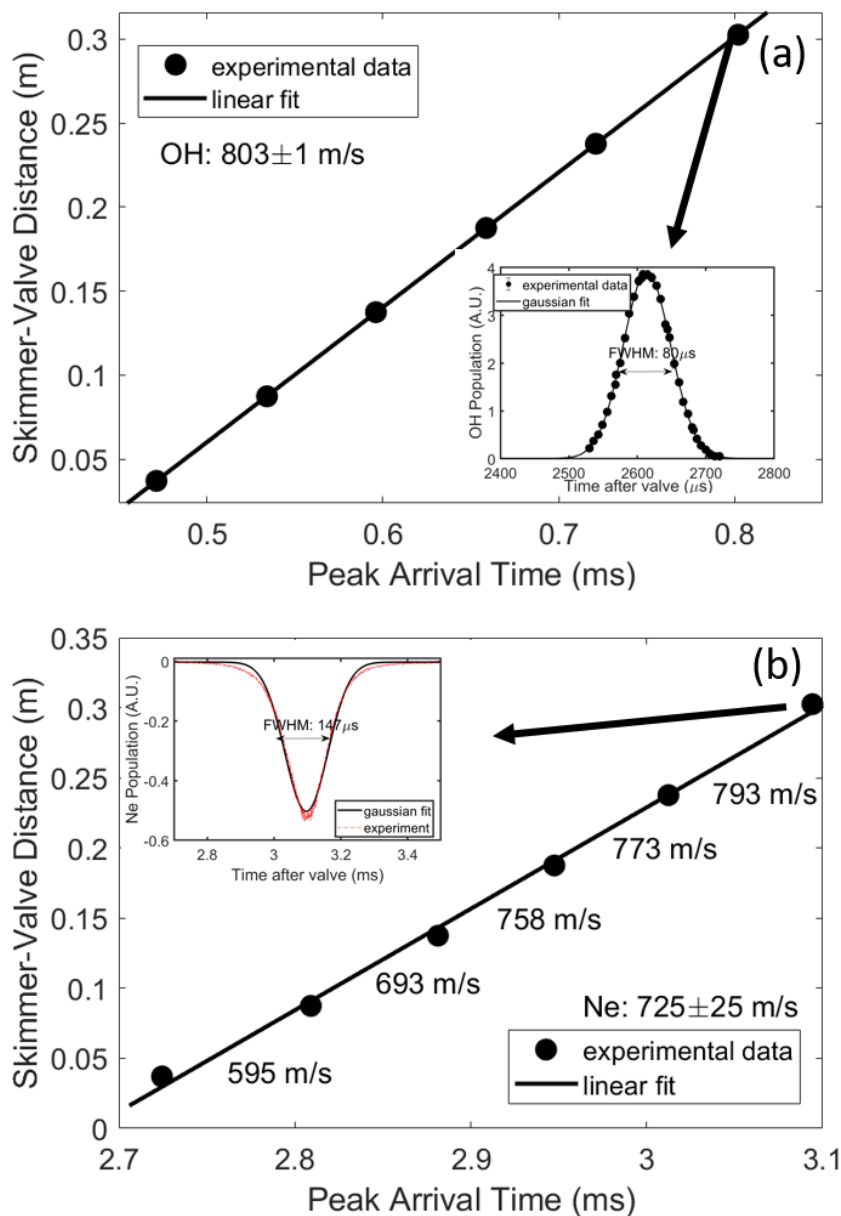 (a)
experimental data
linear fit
OH: 803±1 m/s
Skimmer-Valve Distance (m)
0.3
0.25
0.2
0.15
0.1
0.05
0.5
0.6
0.7
0.8
Peak Arrival Time (ms)
experimental data
gaussian fit
FWHM: 80μs
OH Population (A.U.)
4
3
2
1
0
2400
2500
2600
2700
2800
Time after valve (μs)
(b)
Skimmer-Valve Distance (m)
0.35
0.3
0.25
0.2
0.15
0.1
0.05
0
2.7
2.8
2.9
3
3.1
Peak Arrival Time (ms)
Ne Population (A.U.)
0
-0.2
-0.4
-0.6
FWHM: 147μs
gaussian fit
experiment
2.8
3
3.2
3.4
Time after valve (ms)
793 m/s
773 m/s
758 m/s
693 m/s
595 m/s
Ne: 725±25 m/s
experimental data
linear fit